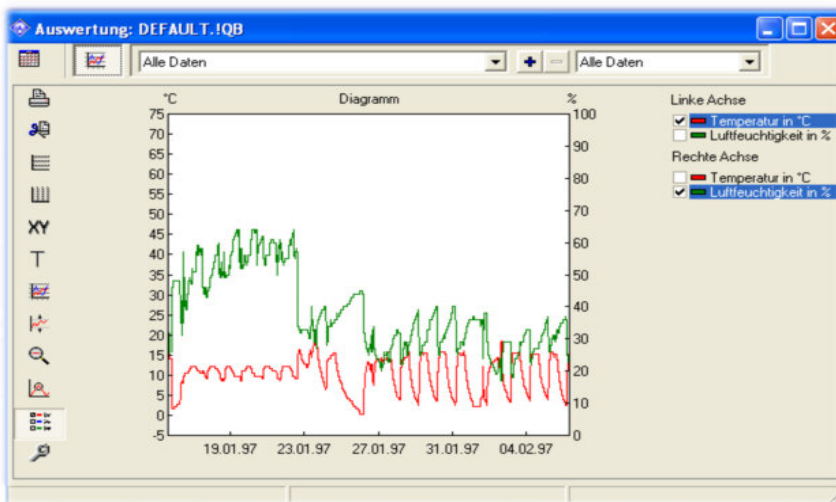 Auswertung: DEFAULT.!QB
Alle Daten
Alle Daten
°C
Diagramm
%
75
70
65
60
55
50
45
40
35
30
25
20
15
10
5
0
-5
100
90
80
70
60
50
40
30
20
10
0
19.01.97
23.01.97
27.01.97
31.01.97
04.02.97
Linke Achse
Temperatur in °C
Luftfeuchtigkeit in %
Rechte Achse
Temperatur in °C
Luftfeuchtigkeit in %
XY
T